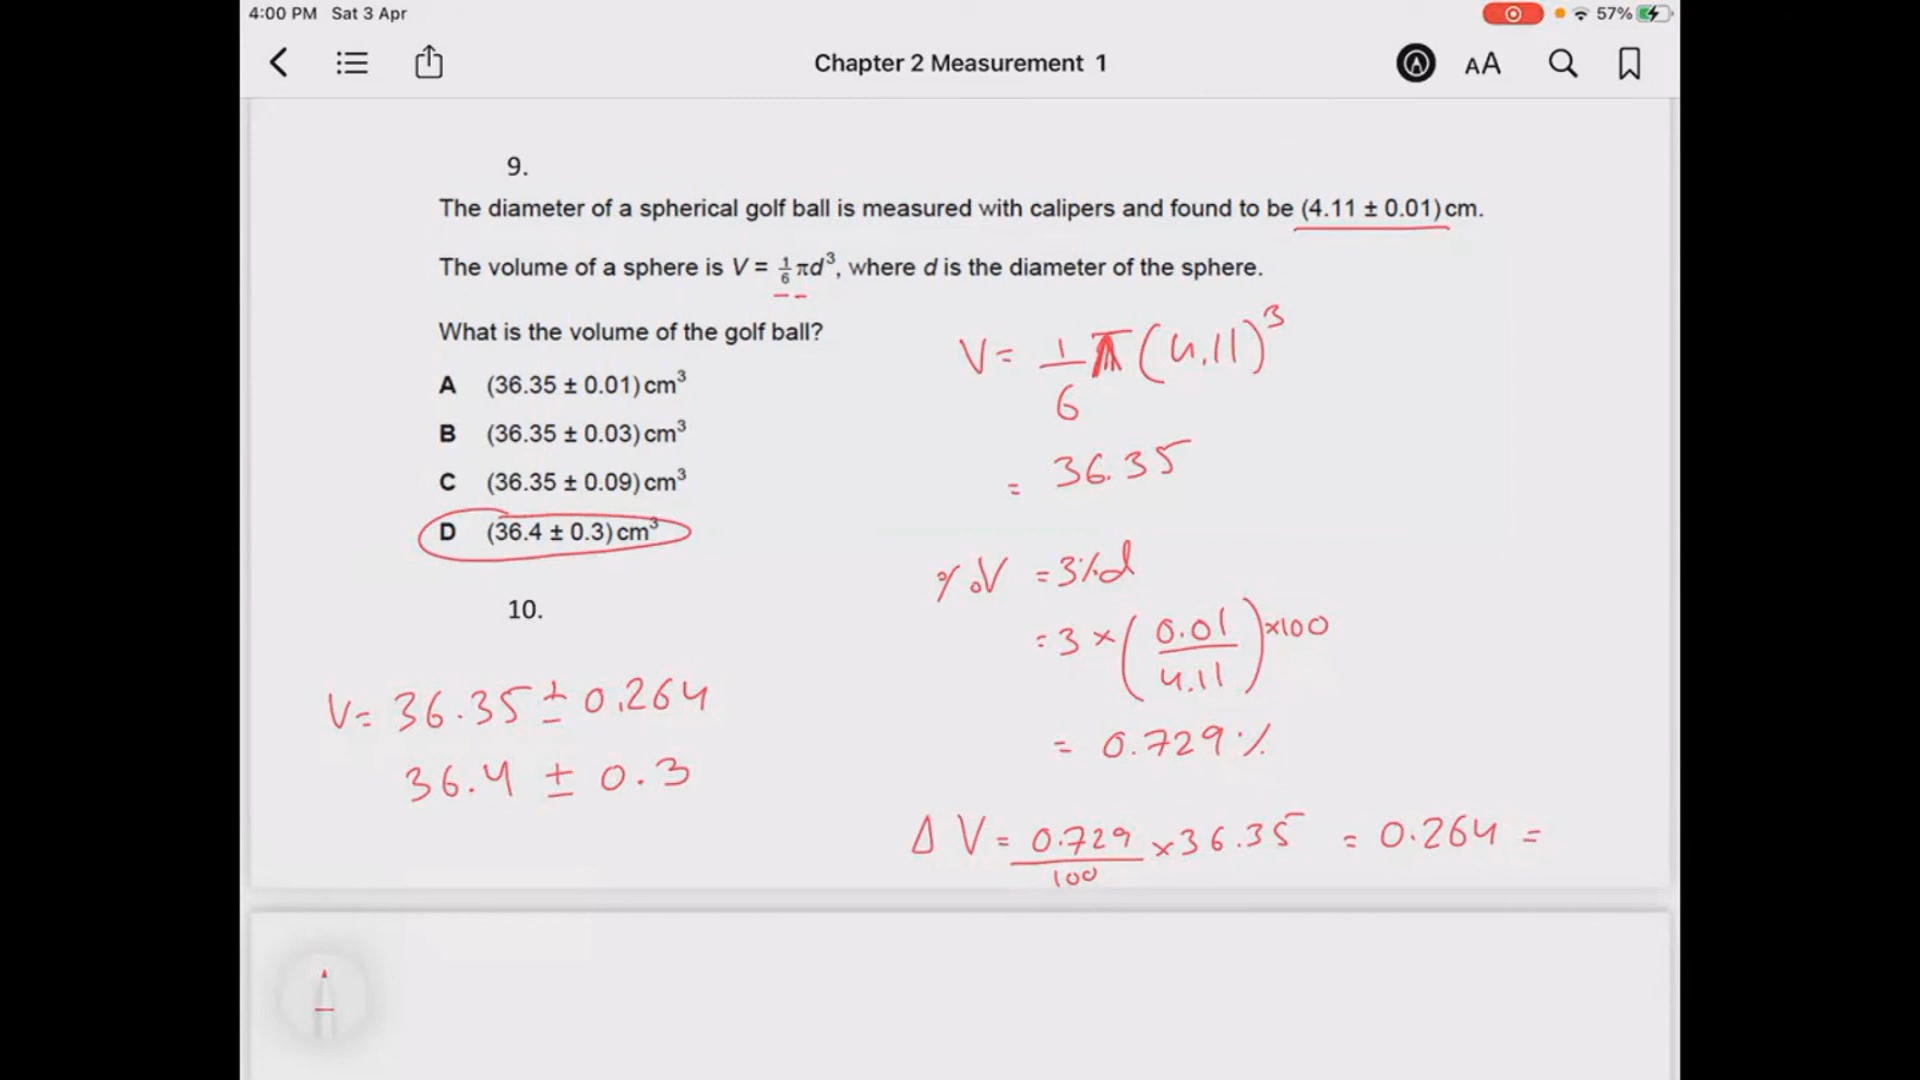 4:00 PM Sat 3 Apr
57%
Chapter 2 Measurement 1
AA
9.
The diameter of a spherical golf ball is measured with calipers and found to be (4.11 ± 0.01) cm.
The volume of a sphere is V = 1/6 πd³, where d is the diameter of the sphere.
What is the volume of the golf ball?
A (36.35 ± 0.01) cm³
B (36.35 ± 0.03) cm³
C (36.35 ± 0.09) cm³
D (36.4 ± 0.3) cm³
V = 1/6 π (4.11)³
= 36.35
%V = 3%d
= 3 × (0.01/4.11) ×100
= 0.729%
ΔV = 0.729/100 × 36.35 = 0.264 =
10.
V = 36.35 ± 0.264
36.4 ± 0.3